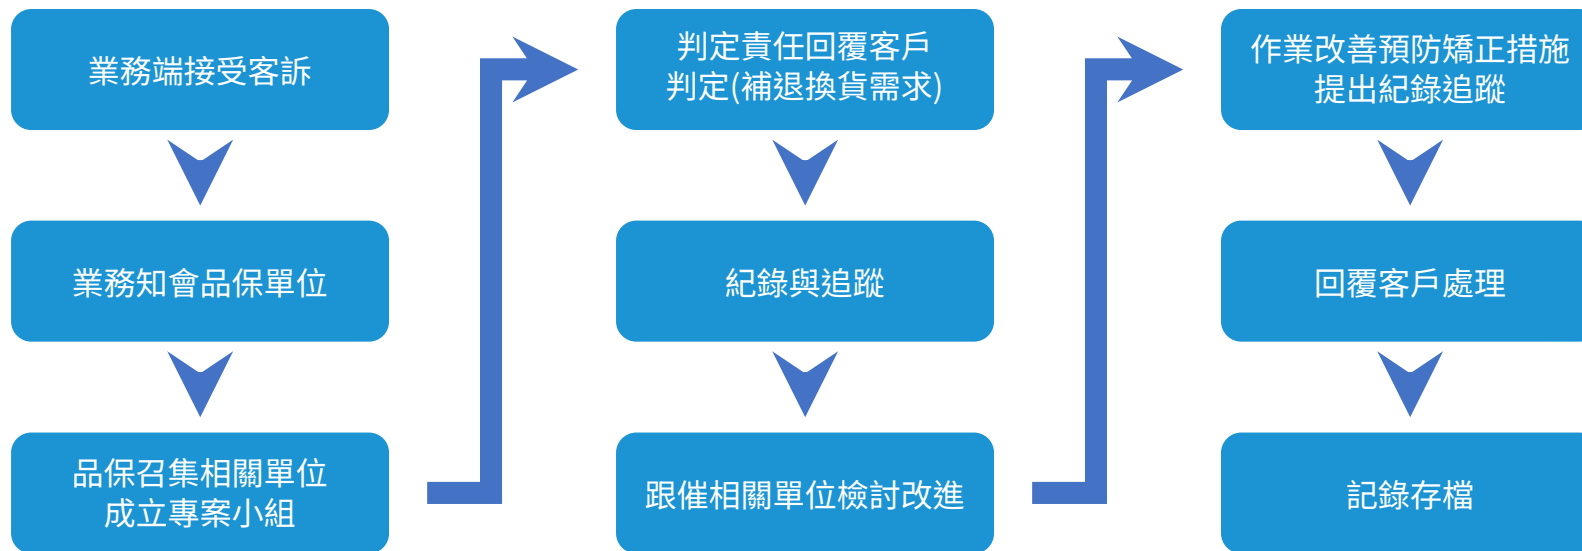 業務端接受客訴
業務知會品保單位
品保召集相關單位
成立專案小組
判定責任回覆客戶
判定(補退換貨需求)
紀錄與追蹤
跟催相關單位檢討改進
作業改善預防矯正措施
提出紀錄追蹤
回覆客戶處理
記錄存檔